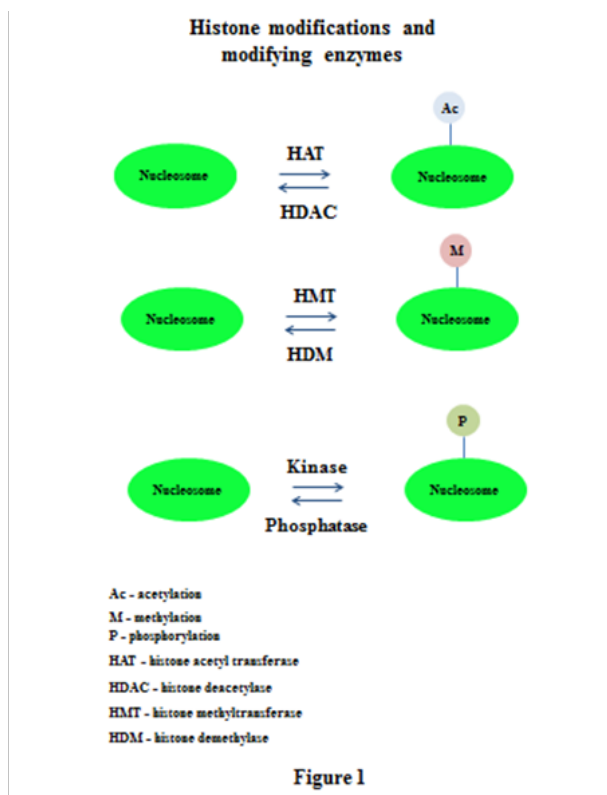 Histone modifications and
modifying enzymes
Ac
Nucleosome
HAT
HDAC
Nucleosome
M
Nucleosome
HMT
HDM
Nucleosome
P
Nucleosome
Kinase
Phosphatase
Nucleosome
Ac - acetylation
M - methylation
P - phosphorylation
HAT - histone acetyl transferase
HDAC - histone deacetylase
HMT - histone methyltransferase
HDM - histone demethylase
Figure 1